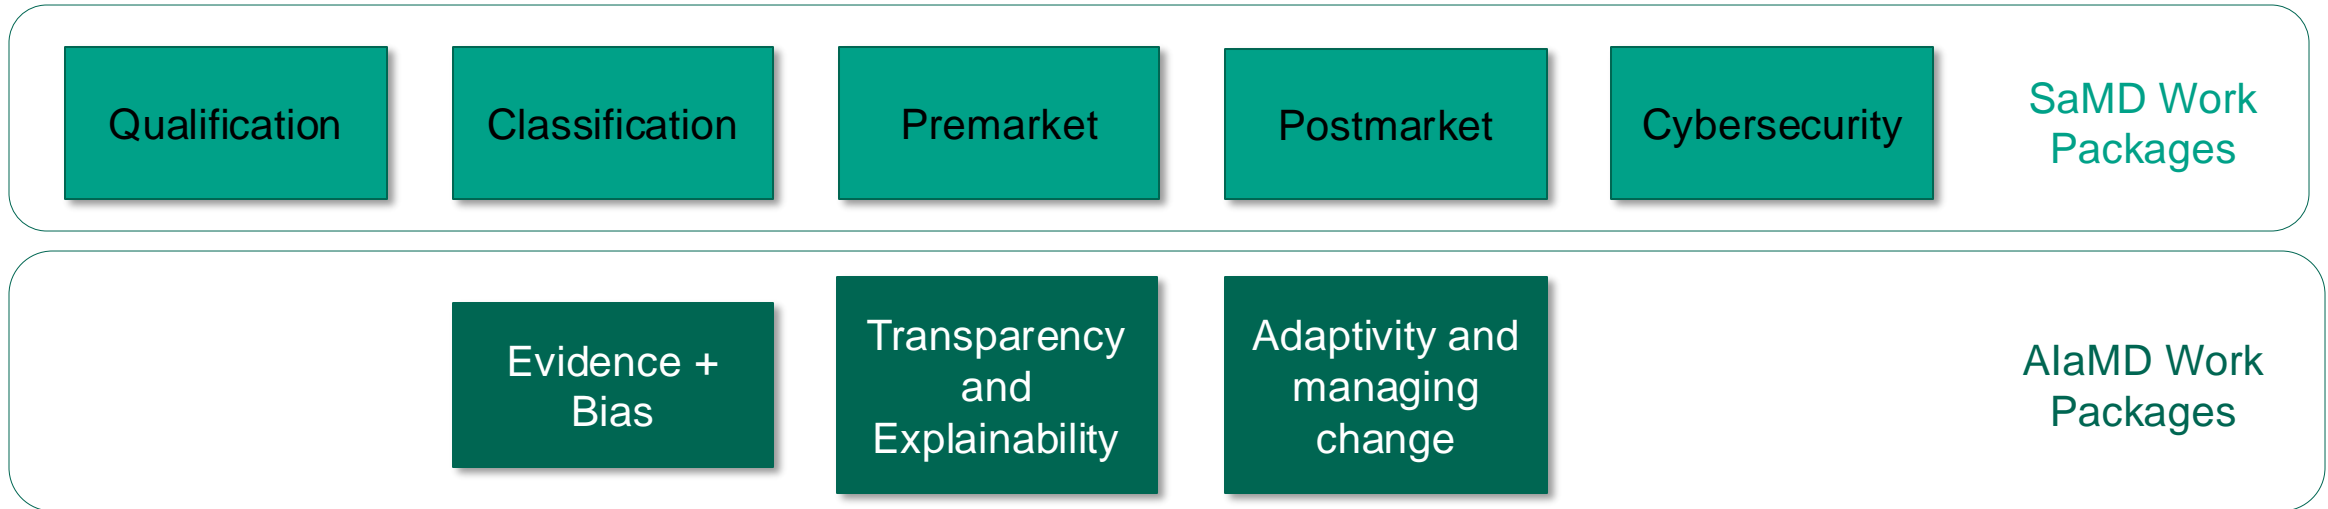 Qualification
Classification
Premarket
Postmarket
Cybersecurity
SaMD Work
Packages
Evidence +
Bias
Transparency
and
Explainability
Adaptivity and
managing
change
AIaMD Work
Packages